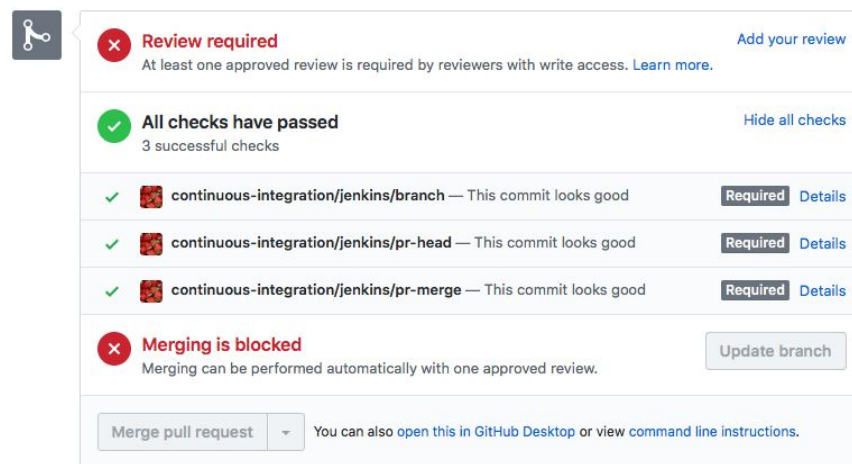 Review required
Add your review
At least one approved review is required by reviewers with write access. Learn more.
All checks have passed
Hide all checks
3 successful checks
continuous-integration/jenkins/branch — This commit looks good Required Details
continuous-integration/jenkins/pr-head — This commit looks good Required Details
continuous-integration/jenkins/pr-merge — This commit looks good Required Details
Merging is blocked
Update branch
Merging can be performed automatically with one approved review.
Merge pull request You can also open this in GitHub Desktop or view command line instructions.